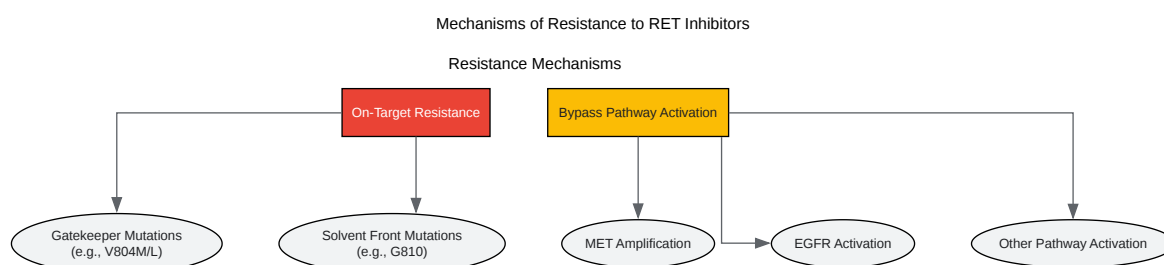 Mechanisms of Resistance to RET Inhibitors
Resistance Mechanisms
On-Target Resistance
Bypass Pathway Activation
Gatekeeper Mutations
(e.g., V804M/L)
Solvent Front Mutations
(e.g., G810)
MET Amplification
EGFR Activation
Other Pathway Activation